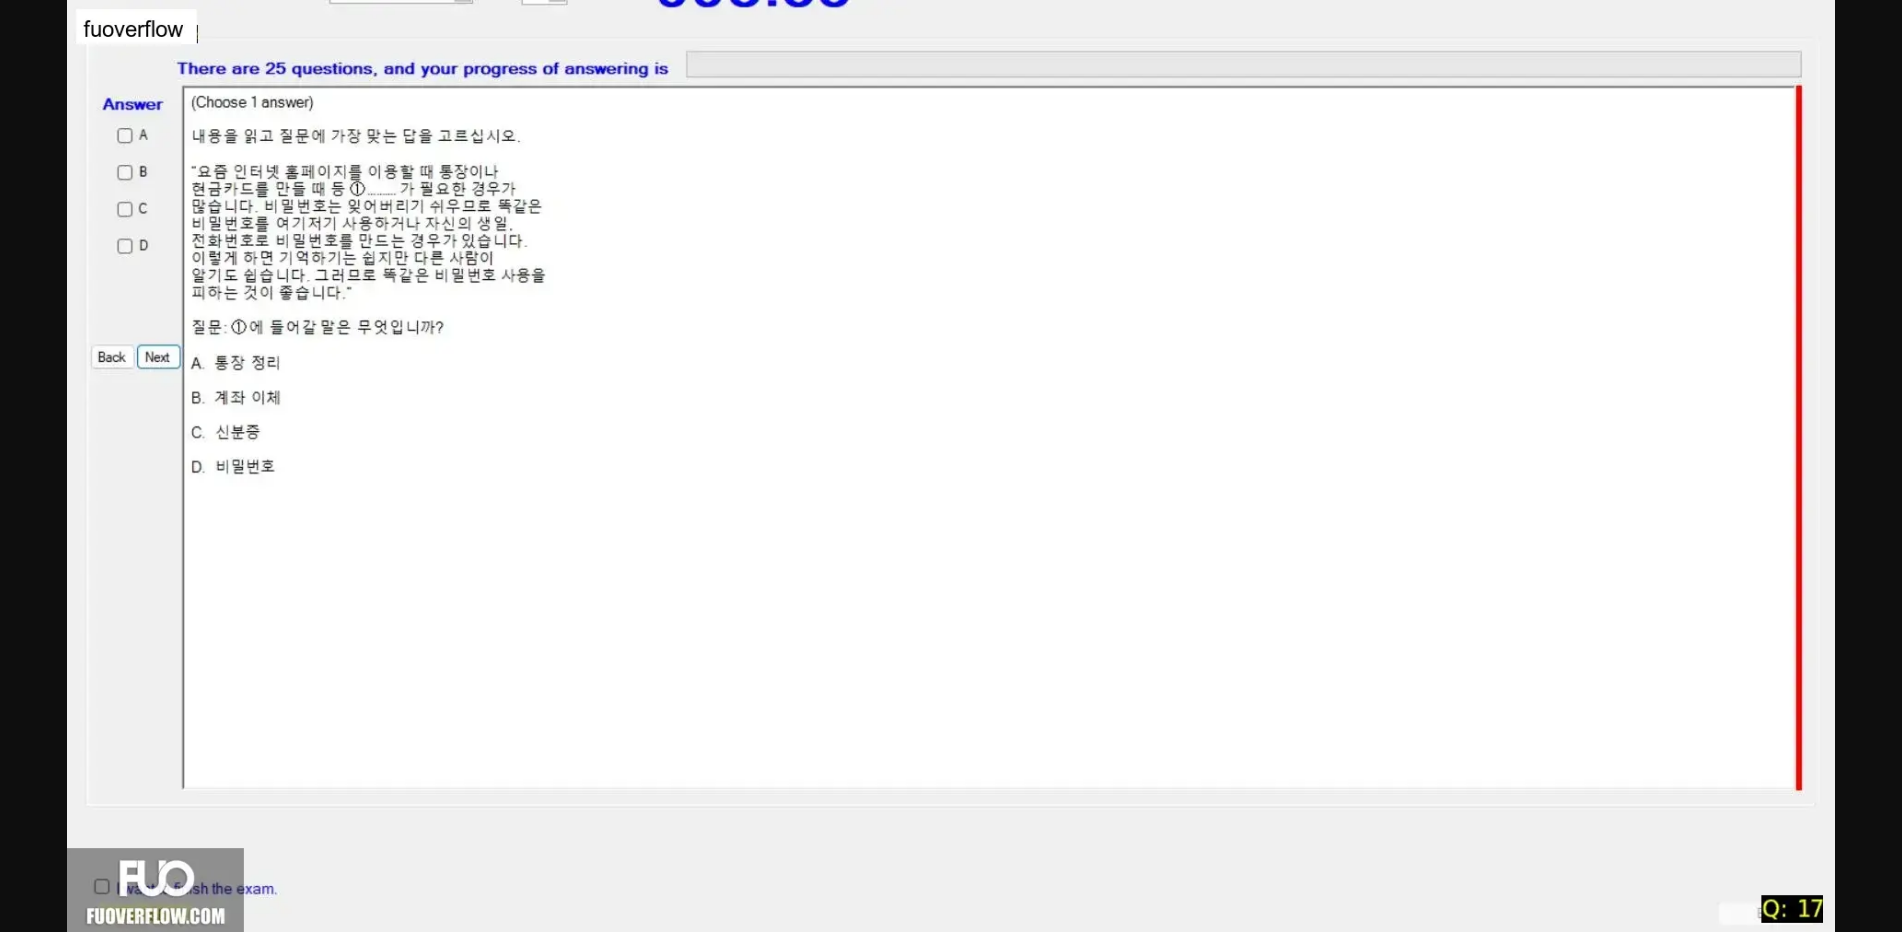 fuoverflow
There are 25 questions, and your progress of answering is
Answer
(Choose 1 answer)
A
내용을 읽고 질문에 가장 맞는 답을 고르십시오.
B
"요즘 인터넷 홈페이지를 이용할 때 통장이나
현금카드를 만들 때 등 ①......... 가 필요한 경우가
C
많습니다. 비밀번호는 잊어버리기 쉬우므로 똑같은
비밀번호를 여기저기 사용하거나 자신의 생일,
D
전화번호로 비밀번호를 만드는 경우가 있습니다.
이렇게 하면 기억하기는 쉽지만 다른 사람이
알기도 쉽습니다. 그러므로 똑같은 비밀번호 사용을
피하는 것이 좋습니다."
질문: ①에 들어갈 말은 무엇입니까?
Back Next
A. 통장 정리
B. 계좌 이체
C. 신분증
D. 비밀번호
FUO
the exam.
FUOVERFLOW.COM
Q: 17